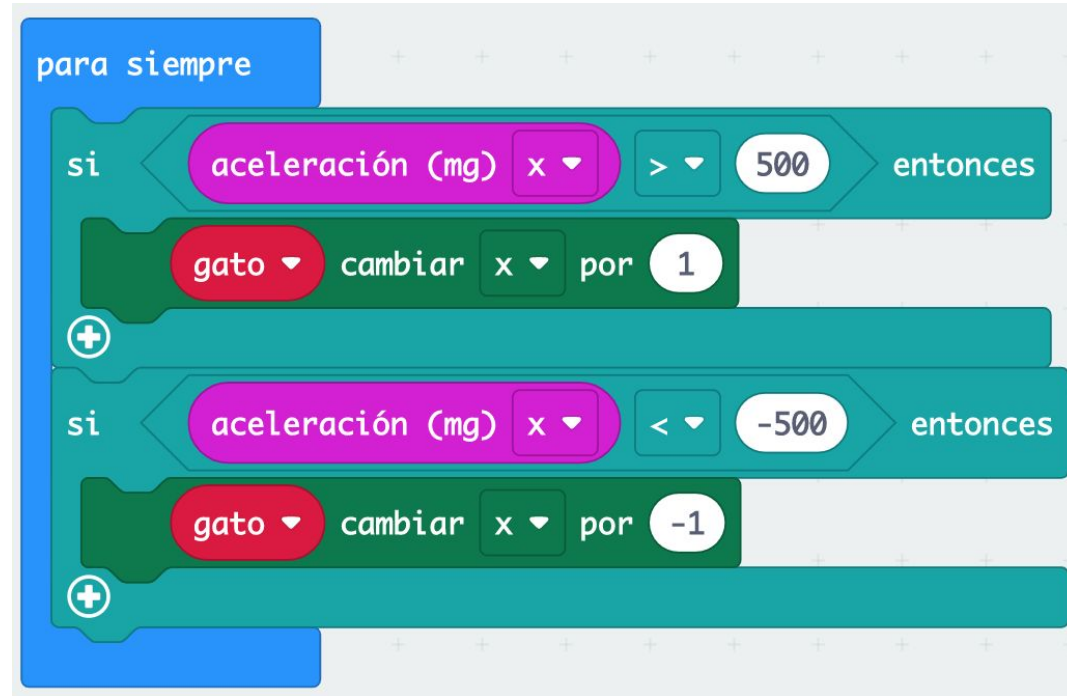 para siempre
si aceleración (mg) x > 500 entonces
gato cambiar x por 1
si aceleración (mg) x < -500 entonces
gato cambiar x por -1